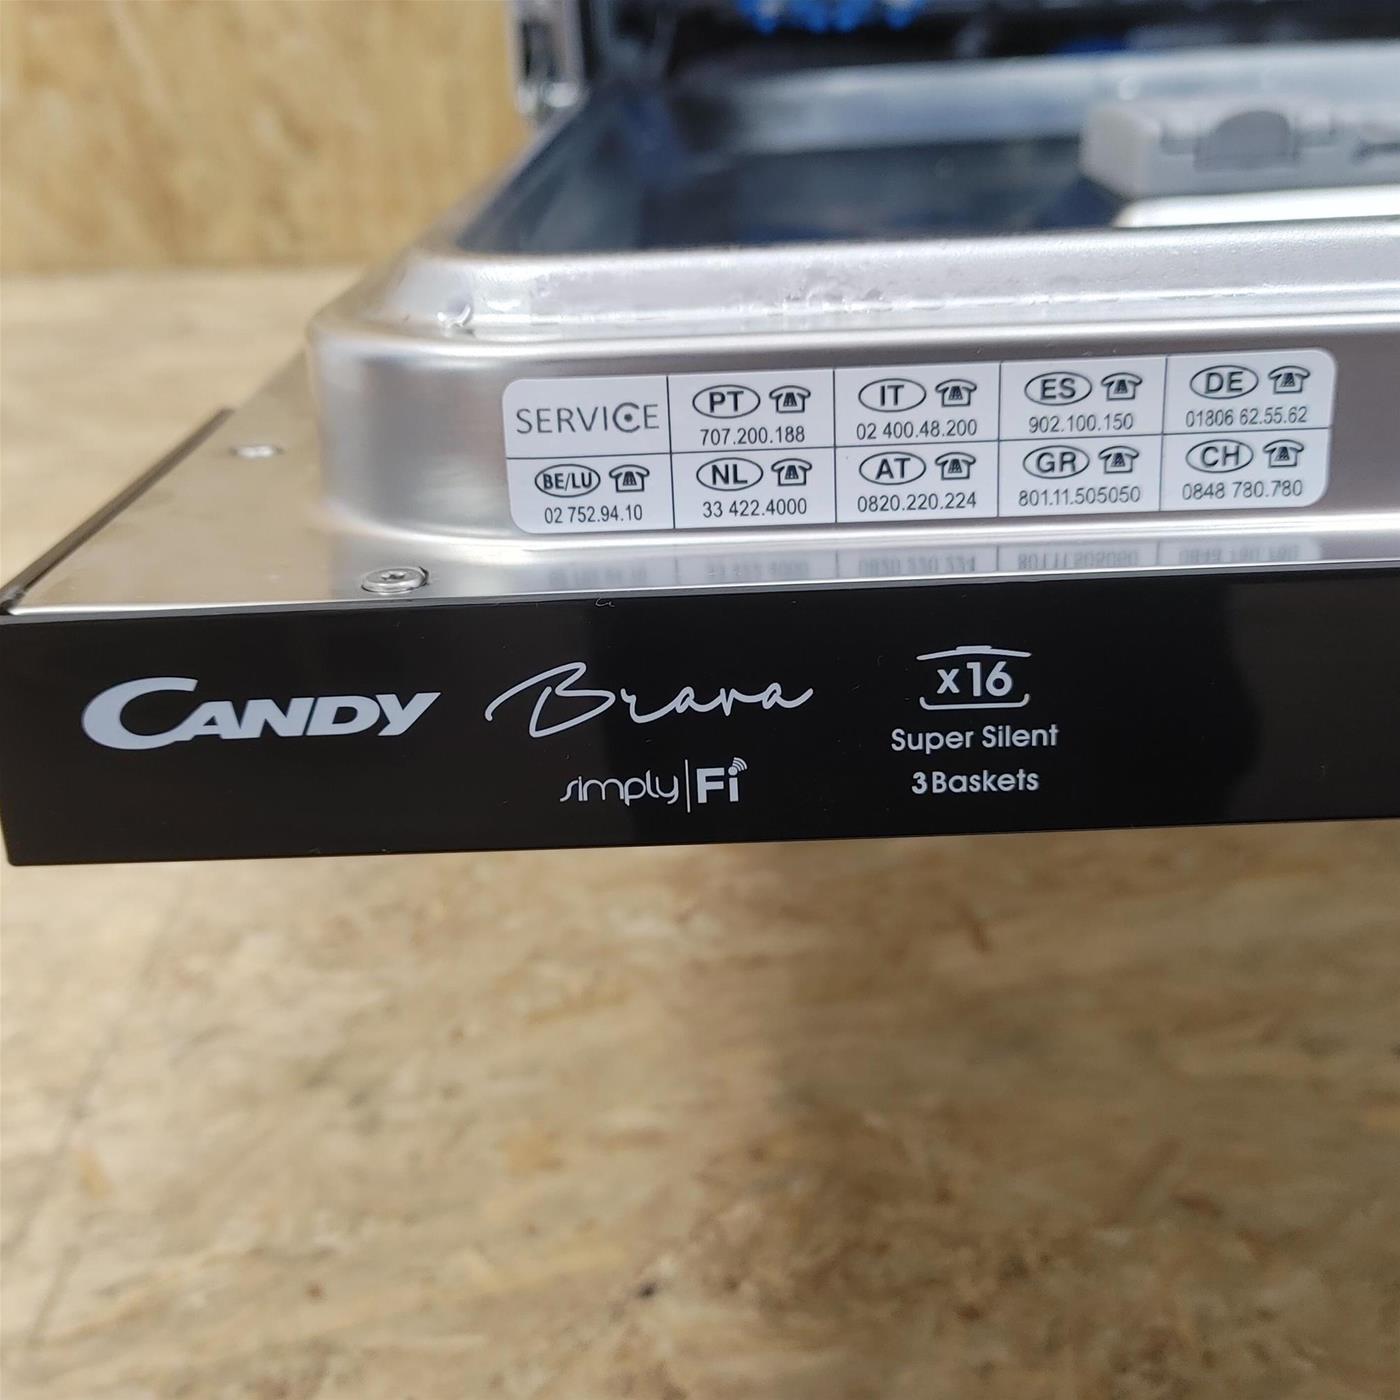 SERVICE
PT
707.200.188
IT
02 400.48.200
ES
902.100.150
DE
01806 62.55.62
BE/LU
02 752.94.10
NL
33 422.4000
AT
0820.220.224
GR
801.11.505050
CH
0848 780.780
CANDY Brava
simply|Fi
x16
Super Silent
3 Baskets